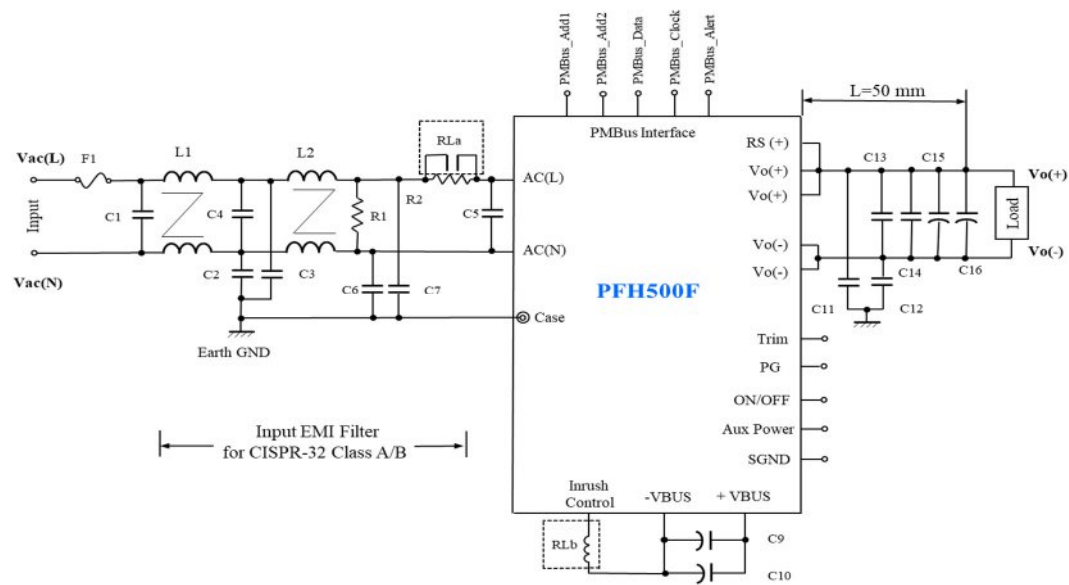 PMBus_Add1
PMBus_Add2
PMBus_Data
PMBus_Clock
PMBus_Alert
L=50 mm
PMBus Interface
RLa
Vac(L)
F1
L1
L2
RS (+)
C13
C15
Vo(+)
Vo(+)
Vo(+)
AC(L)
R2
Input
C1
C4
R1
C5
Load
AC(N)
Vo(-)
Vo(-)
Vo(-)
Vac(N)
C2
C3
C6
C7
C14
C16
PFH500F
C11
C12
Case
Earth GND
Trim
PG
ON/OFF
Aux Power
SGND
Input EMI Filter
for CISPR-32 Class A/B
Inrush
Control
-VBUS
+ VBUS
RLb
C9
C10